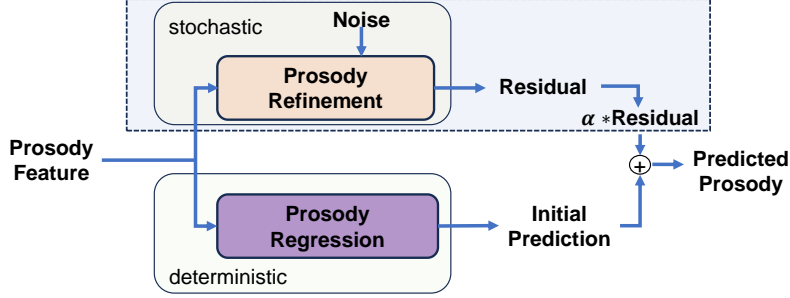 stochastic
Noise
Prosody
Refinement
Residual
α *Residual
Prosody
Feature
+
Predicted
Prosody
Prosody
Regression
Initial
Prediction
deterministic